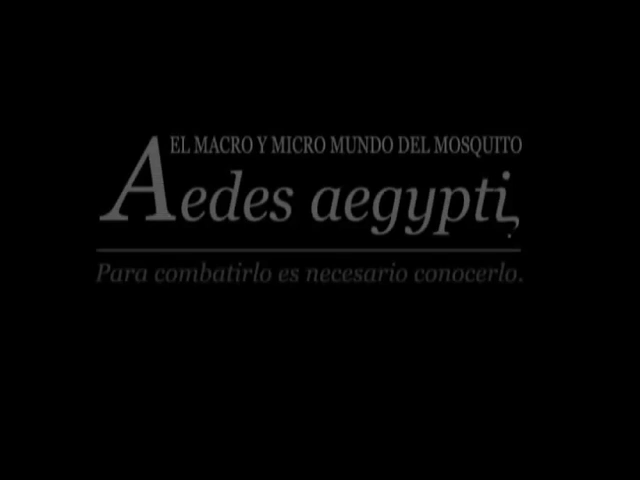 EL MACRO Y MICRO MUNDO DEL MOSQUITO
Aedes aegypti,
Para combatirlo es necesario conocerlo.